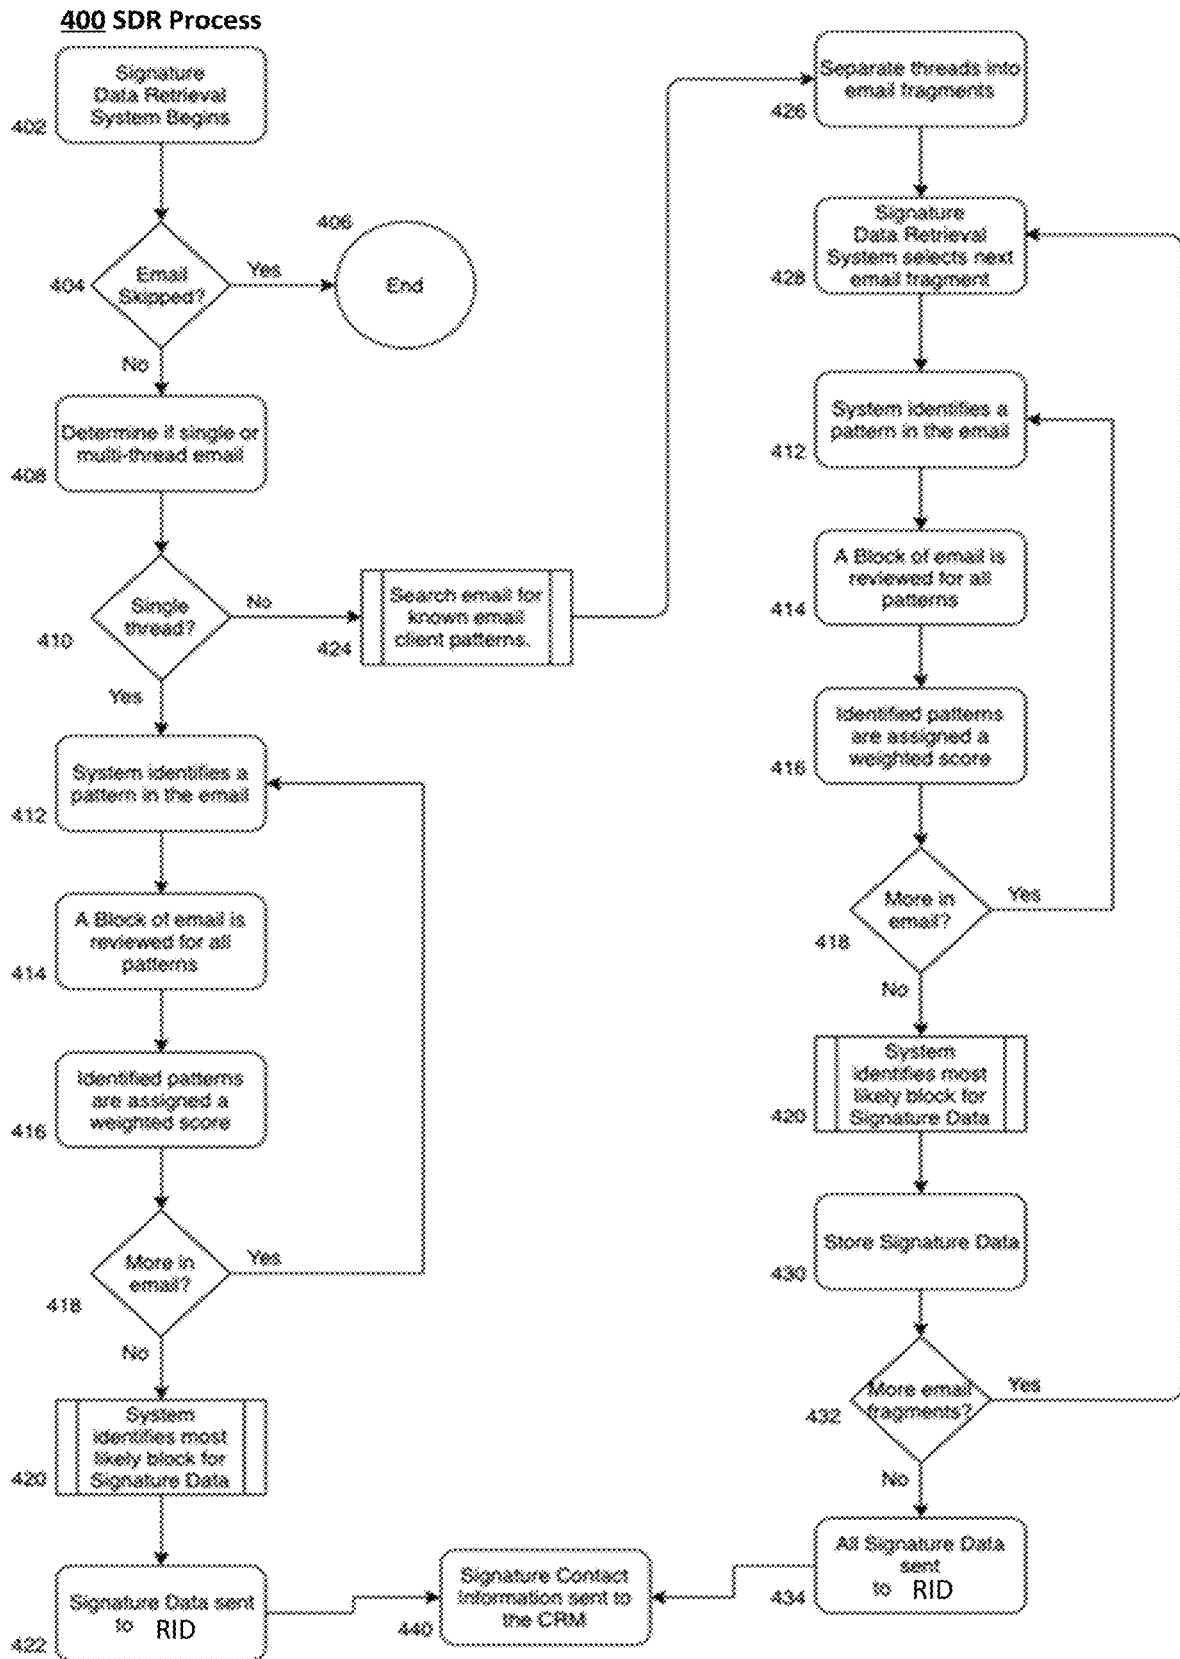 400 SDR Process
Signature
Data Retrieval
System Begins
402
Email
Skipped?
404
Yes
406
End
No
Determine if single or
multi-thread email
408
Single
thread?
410
No
Search email for
known email
client patterns.
424
Yes
System identifies a
pattern in the email
412
A Block of email is
reviewed for all
patterns
414
Identified patterns
are assigned a
weighted score
416
More in
email?
418
Yes
No
System
identifies most
likely block for
Signature Data
420
Signature Data sent
to RID
422
Separate threads into
email fragments
426
Signature
Data Retrieval
System selects next
email fragment
428
System identifies a
pattern in the email
412
A Block of email is
reviewed for all
patterns
414
Identified patterns
are assigned a
weighted score
416
More in
email?
418
Yes
No
System
identifies most
likely block for
Signature Data
420
Store Signature Data
430
More email
fragments?
432
Yes
No
All Signature Data
sent
to RID
434
Signature Contact
Information sent to
the CRM
440